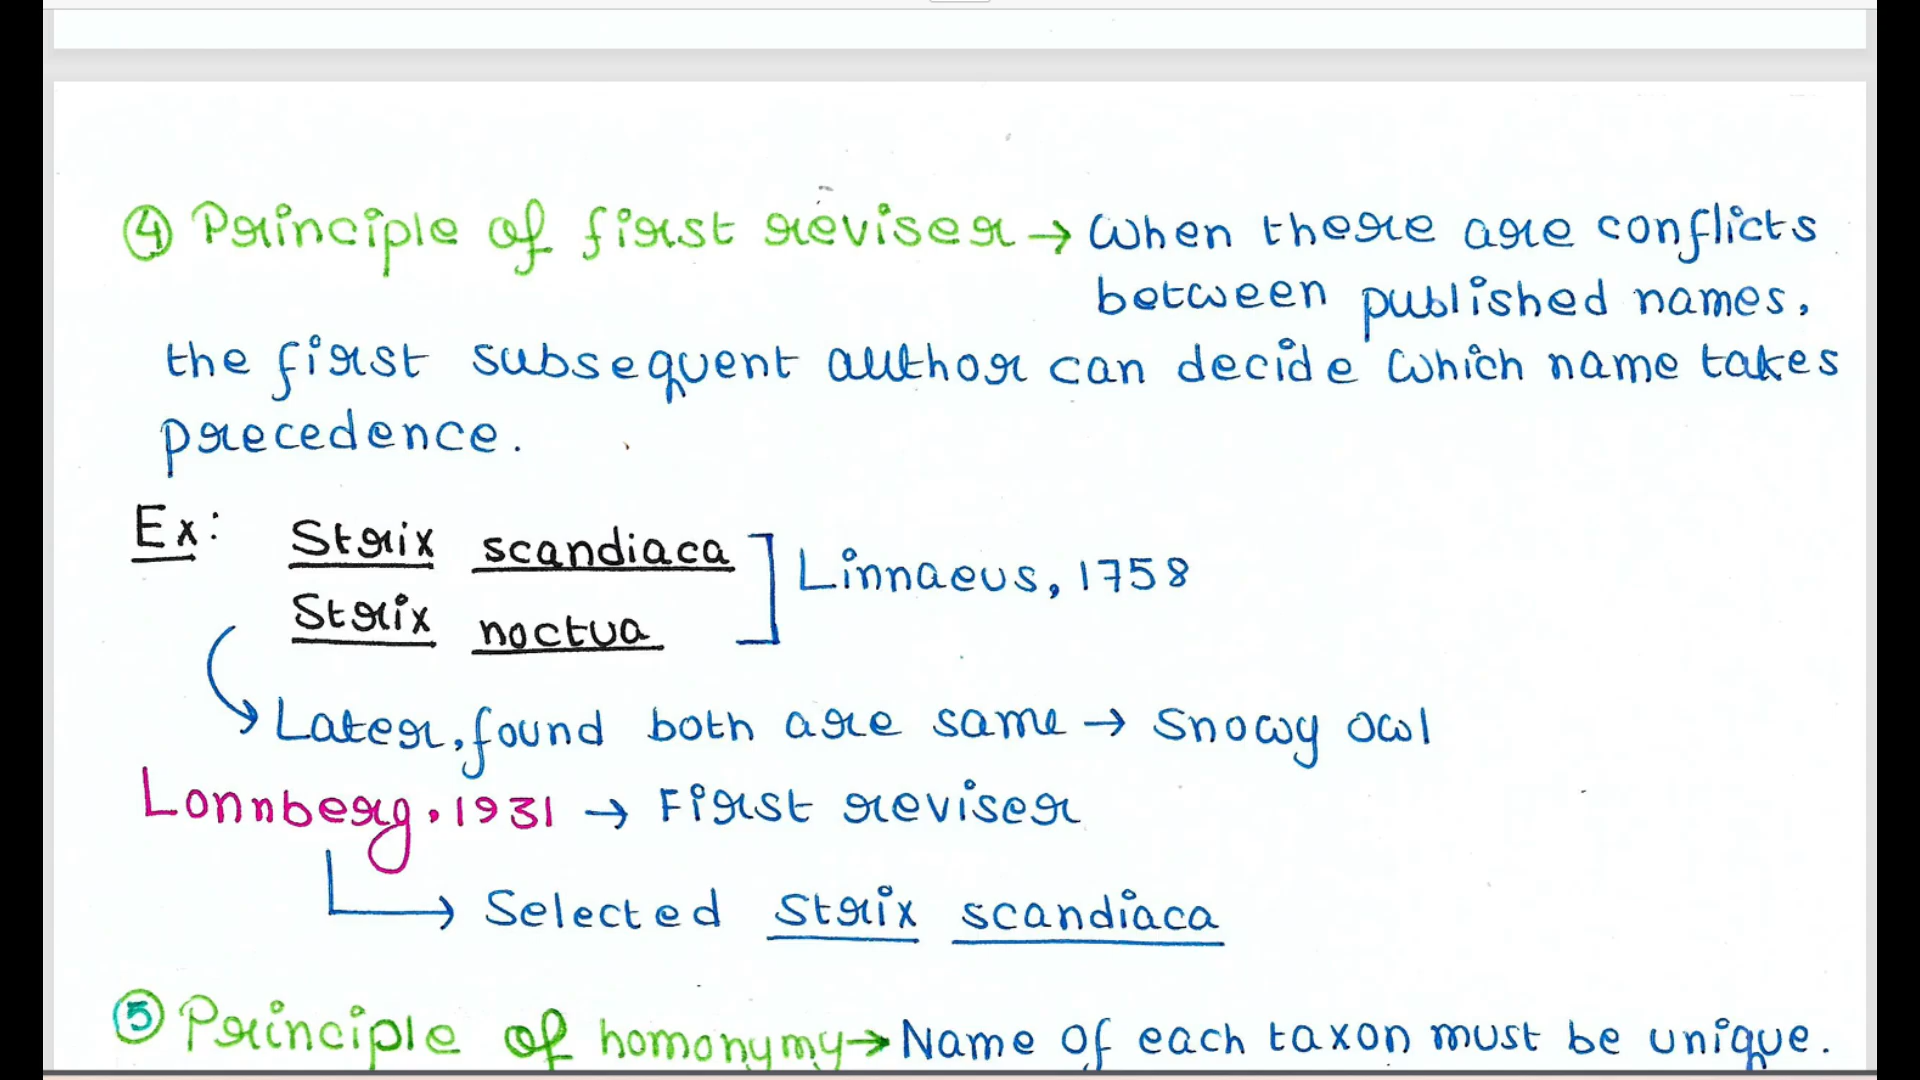 ④ Principle of first reviser → When there are conflicts
between published names,
the first subsequent author can decide which name takes
precedence.
Ex: Strix scandiaca ] Linnaeus, 1758
Strix noctua
Later, found both are same → Snowy owl
Lonnberg, 1931 → First reviser
Selected Strix scandiaca
⑤ Principle of homonymy → Name of each taxon must be unique.